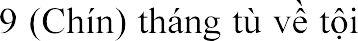 9 (Chín) tháng tù về tội